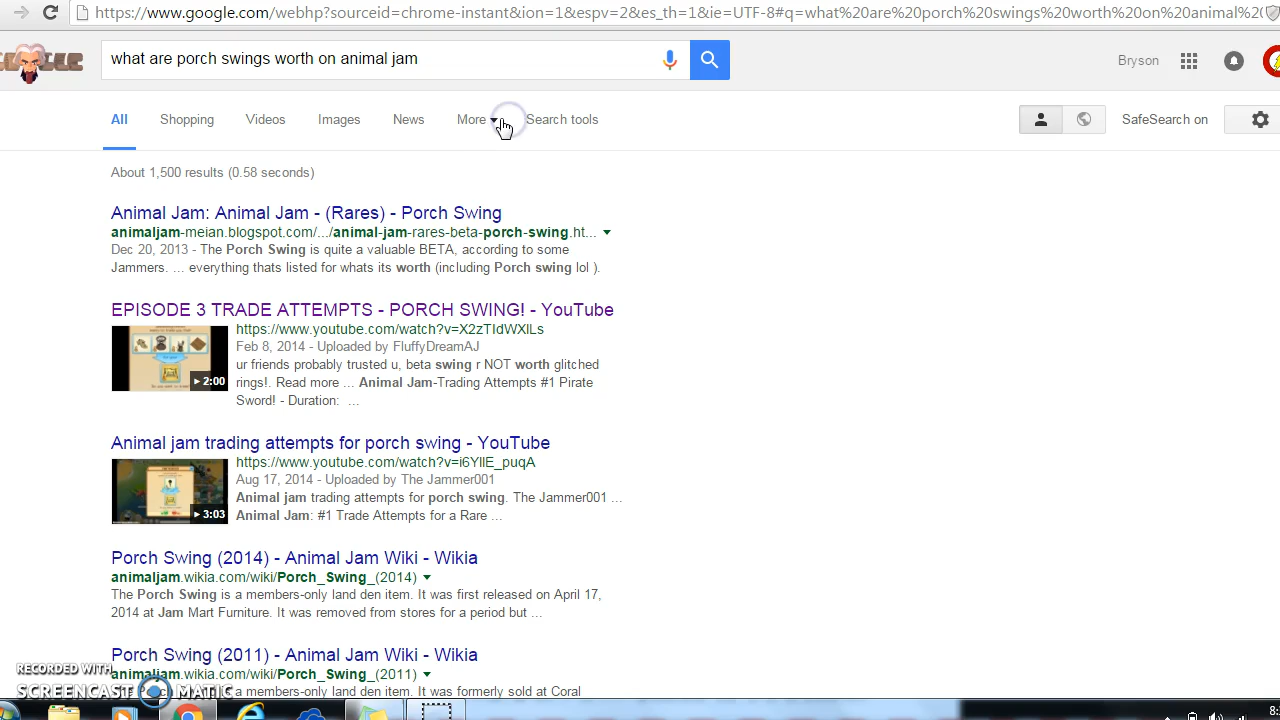 https://www.google.com/webhp?sourceid=chrome-instant&ion=1&espv=2&es_th=1&ie=UTF-8#q=what%20are%20porch%20swings%20worth%20on%20animal%20
what are porch swings worth on animal jam
Bryson
All Shopping Videos Images News More Search tools SafeSearch on
About 1,500 results (0.58 seconds)
Animal Jam: Animal Jam - (Rares) - Porch Swing
animaljam-meian.blogspot.com/.../animal-jam-rares-beta-porch-swing.ht...
Dec 20, 2013 - The Porch Swing is quite a valuable BETA, according to some
Jammers. ... everything thats listed for whats its worth (including Porch swing lol ).
EPISODE 3 TRADE ATTEMPTS - PORCH SWING! - YouTube
https://www.youtube.com/watch?v=X2zTIdWXlLs
Feb 8, 2014 - Uploaded by FluffyDreamAJ
ur friends probably trusted u, beta swing r NOT worth glitched
rings!. Read more ... Animal Jam-Trading Attempts #1 Pirate
Sword! - Duration: ...
2:00
Animal jam trading attempts for porch swing - YouTube
https://www.youtube.com/watch?v=i6YIlE_puqA
Aug 17, 2014 - Uploaded by The Jammer001
Animal jam trading attempts for porch swing. The Jammer001 ...
Animal Jam: #1 Trade Attempts for a Rare ...
3:03
Porch Swing (2014) - Animal Jam Wiki - Wikia
animaljam.wikia.com/wiki/Porch_Swing_(2014)
The Porch Swing is a members-only land den item. It was first released on April 17,
2014 at Jam Mart Furniture. It was removed from stores for a period but ...
Porch Swing (2011) - Animal Jam Wiki - Wikia
animaljam.wikia.com/wiki/Porch_Swing_(2011)
a members-only land den item. It was formerly sold at Coral
RECORDED WITH
SCREENCAST MATIC
8: